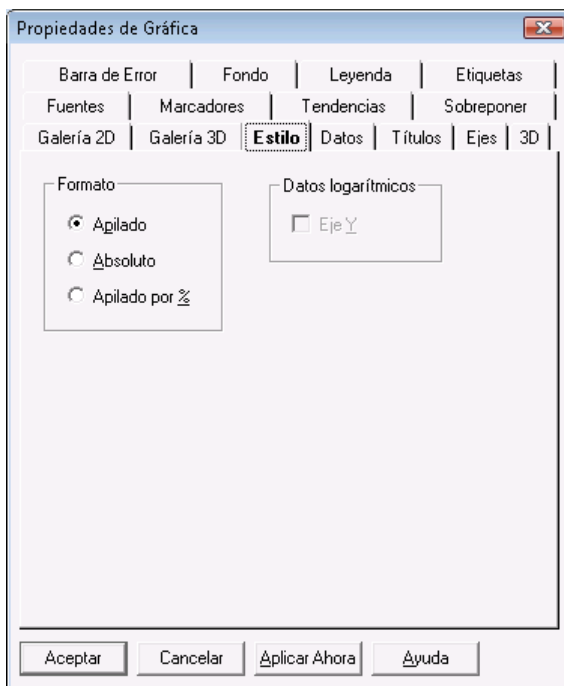 Propiedades de Gráfica
Barra de Error Fondo Leyenda Etiquetas
Fuentes Marcadores Tendencias Sobreponer
Galería 2D Galería 3D Estilo Datos Títulos Ejes 3D
Formato
Apilado
Absoluto
Apilado por %
Datos logarítmicos
Eje Y
Aceptar Cancelar Aplicar Ahora Ayuda